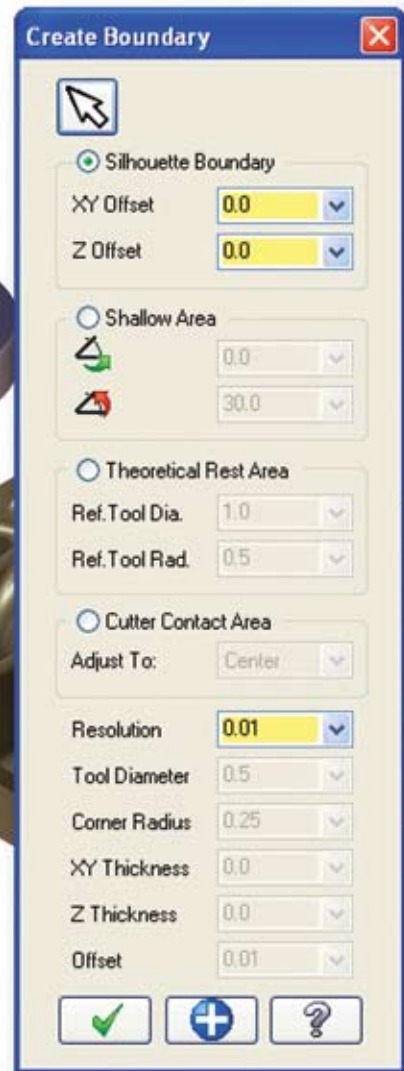 Create Boundary
Silhouette Boundary
XY Offset 0.0
Z Offset 0.0
Shallow Area
0.0
30.0
Theoretical Rest Area
Ref.Tool Dia. 1.0
Ref.Tool Rad. 0.5
Cutter Contact Area
Adjust To: Center
Resolution 0.01
Tool Diameter 0.5
Corner Radius 0.25
XY Thickness 0.0
Z Thickness 0.0
Offset 0.01